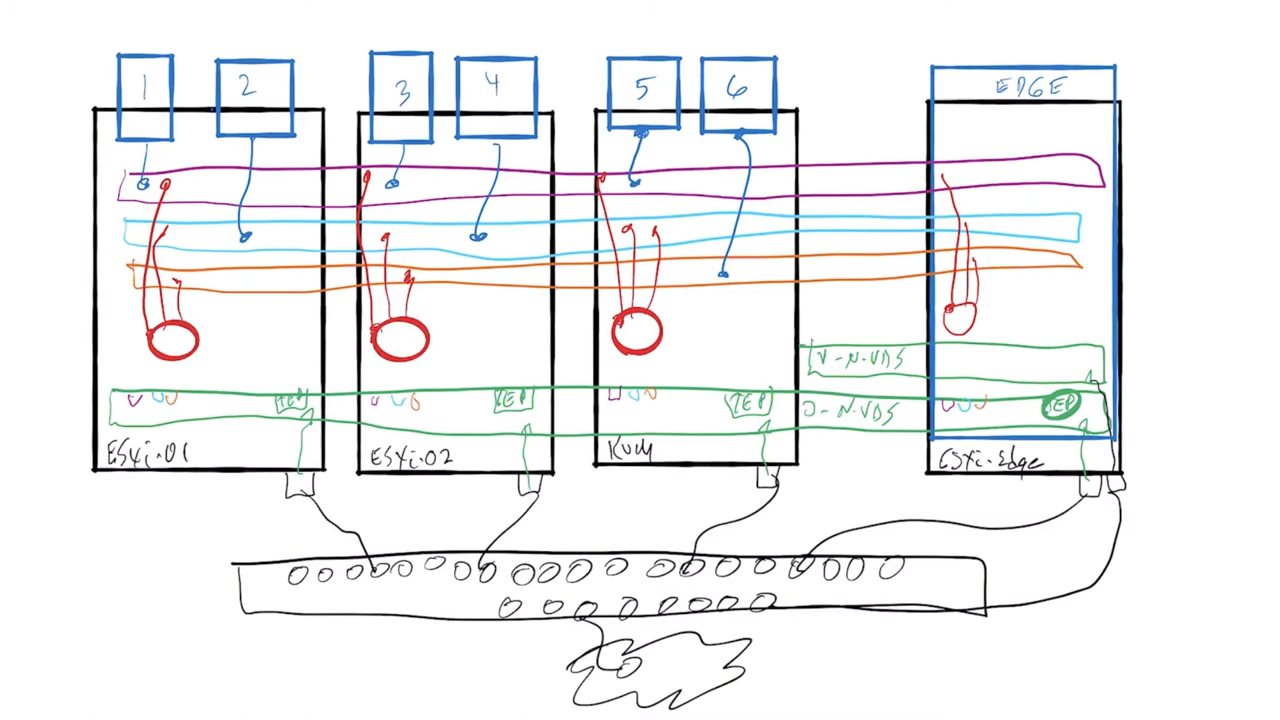 1
2
3
4
5
6
EDGE
V-N-VDS
TEP
TEP
TEP
O-N-VDS
TEP
ESXi-01
ESXi-02
KVM
ESXi-Edge